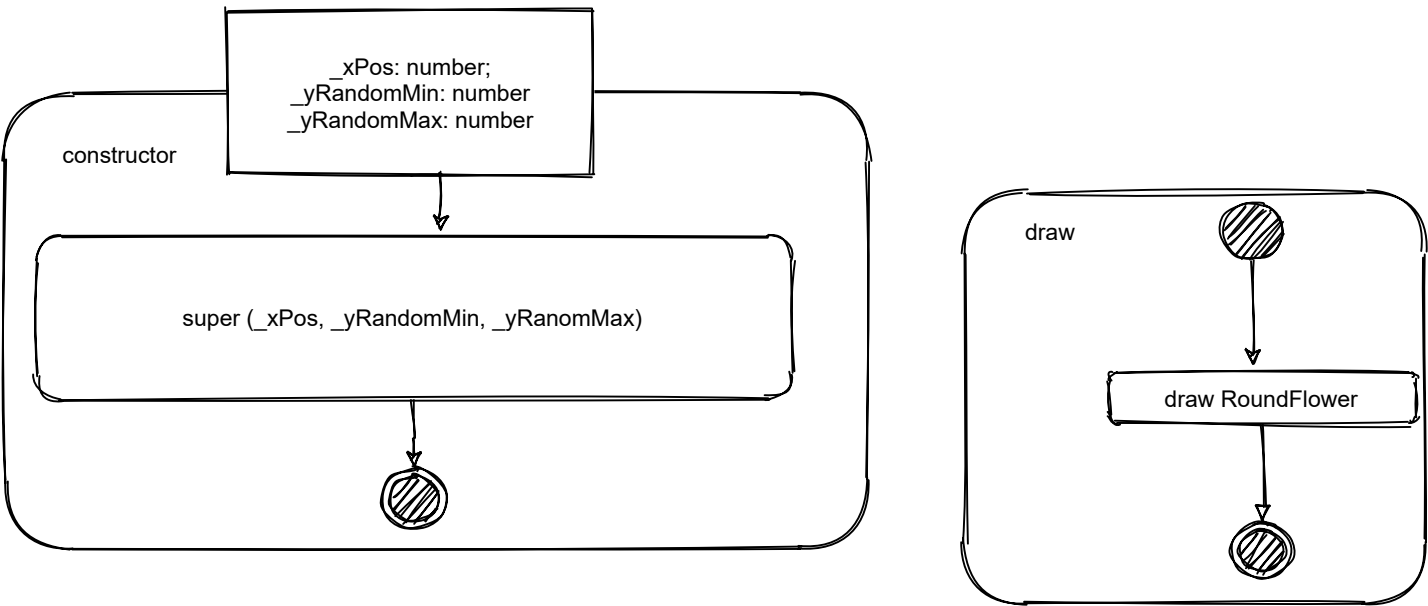 _xPos: number;
_yRandomMin: number
_yRandomMax: number
constructor
super (_xPos, _yRandomMin, _yRanomMax)
draw
draw RoundFlower